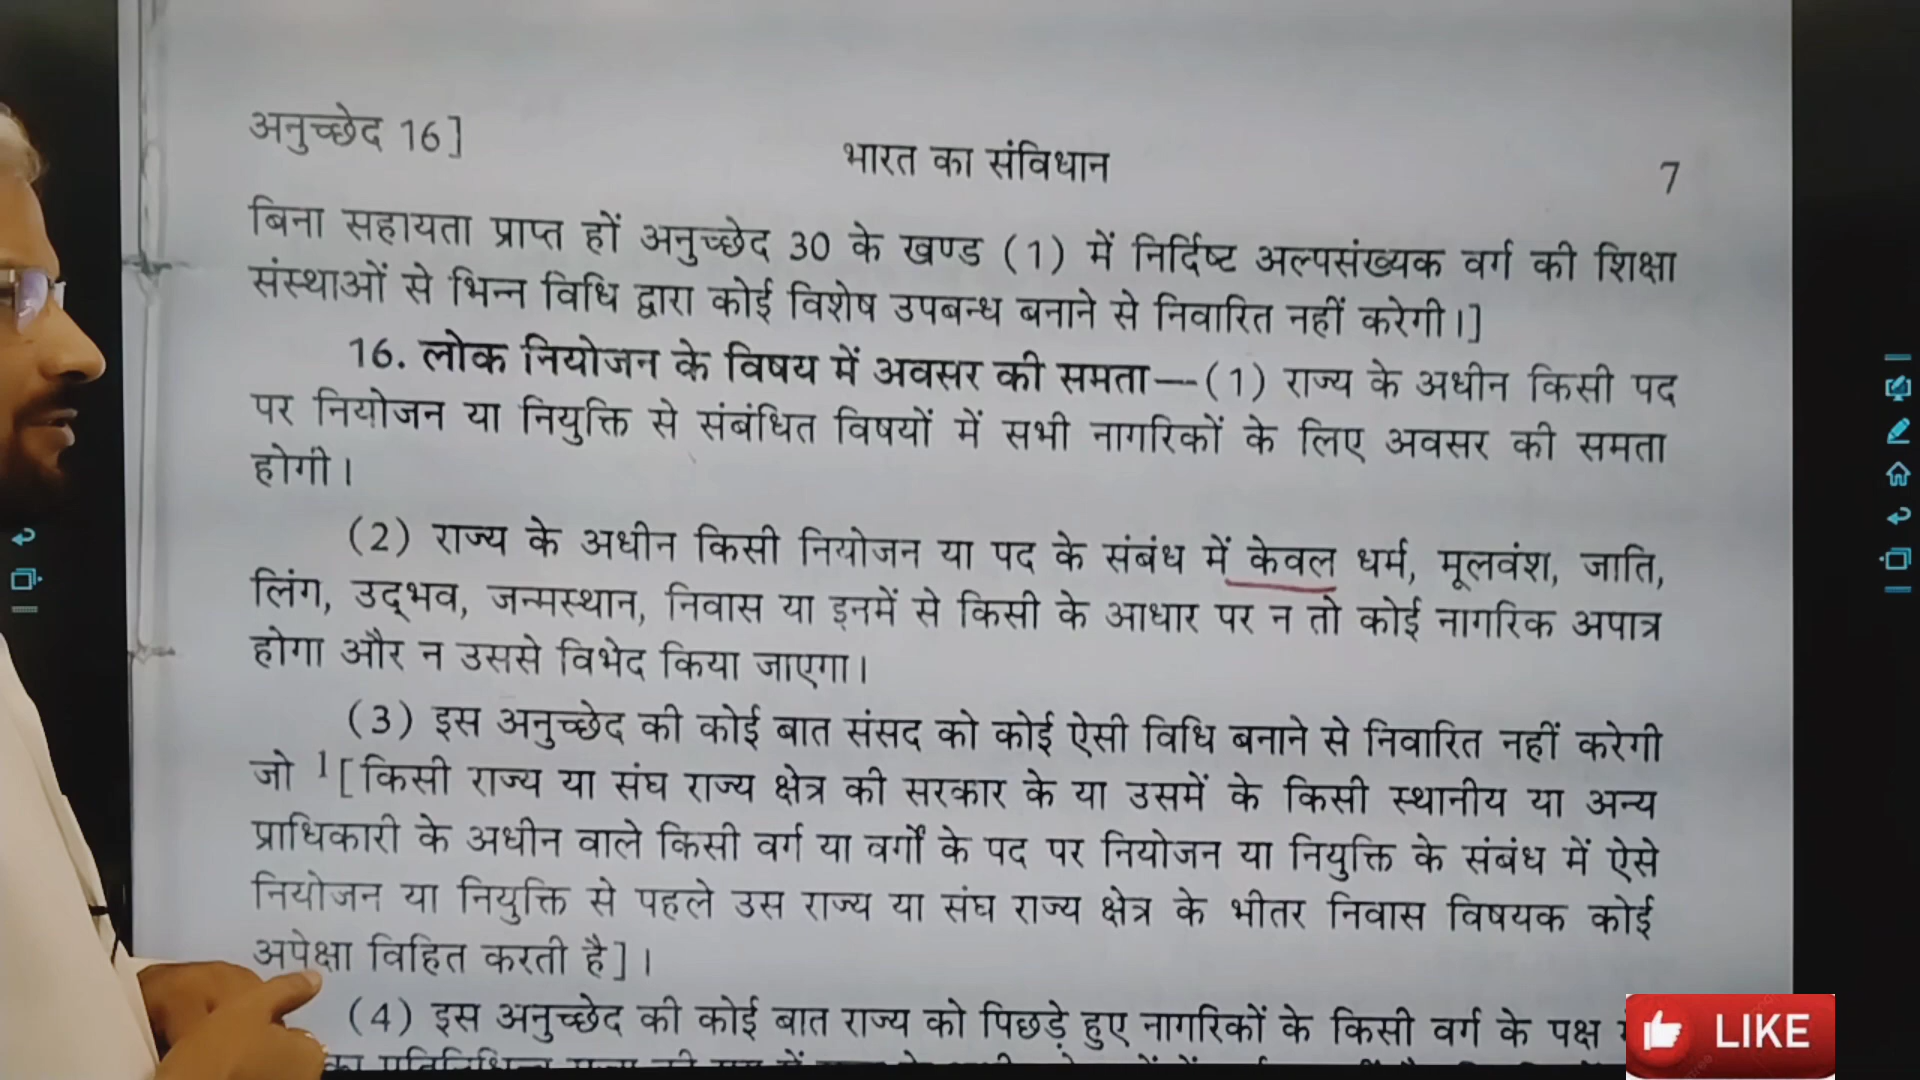 अनुच्छेद 16]
भारत का संविधान
7
बिना सहायता प्राप्त हों अनुच्छेद 30 के खण्ड (1) में निर्दिष्ट अल्पसंख्यक वर्ग की शिक्षा
संस्थाओं से भिन्न विधि द्वारा कोई विशेष उपबन्ध बनाने से निवारित नहीं करेगी।]
16. लोक नियोजन के विषय में अवसर की समता—(1) राज्य के अधीन किसी पद
पर नियोजन या नियुक्ति से संबंधित विषयों में सभी नागरिकों के लिए अवसर की समता
होगी।
(2) राज्य के अधीन किसी नियोजन या पद के संबंध में केवल धर्म, मूलवंश, जाति,
लिंग, उद्‌भव, जन्मस्थान, निवास या इनमें से किसी के आधार पर न तो कोई नागरिक अपात्र
होगा और न उससे विभेद किया जाएगा।
(3) इस अनुच्छेद की कोई बात संसद को कोई ऐसी विधि बनाने से निवारित नहीं करेगी
जो ¹[किसी राज्य या संघ राज्य क्षेत्र की सरकार के या उसमें के किसी स्थानीय या अन्य
प्राधिकारी के अधीन वाले किसी वर्ग या वर्गों के पद पर नियोजन या नियुक्ति के संबंध में ऐसे
नियोजन या नियुक्ति से पहले उस राज्य या संघ राज्य क्षेत्र के भीतर निवास विषयक कोई
अपेक्षा विहित करती है]।
(4) इस अनुच्छेद की कोई बात राज्य को पिछड़े हुए नागरिकों के किसी वर्ग के पक्ष
LIKE